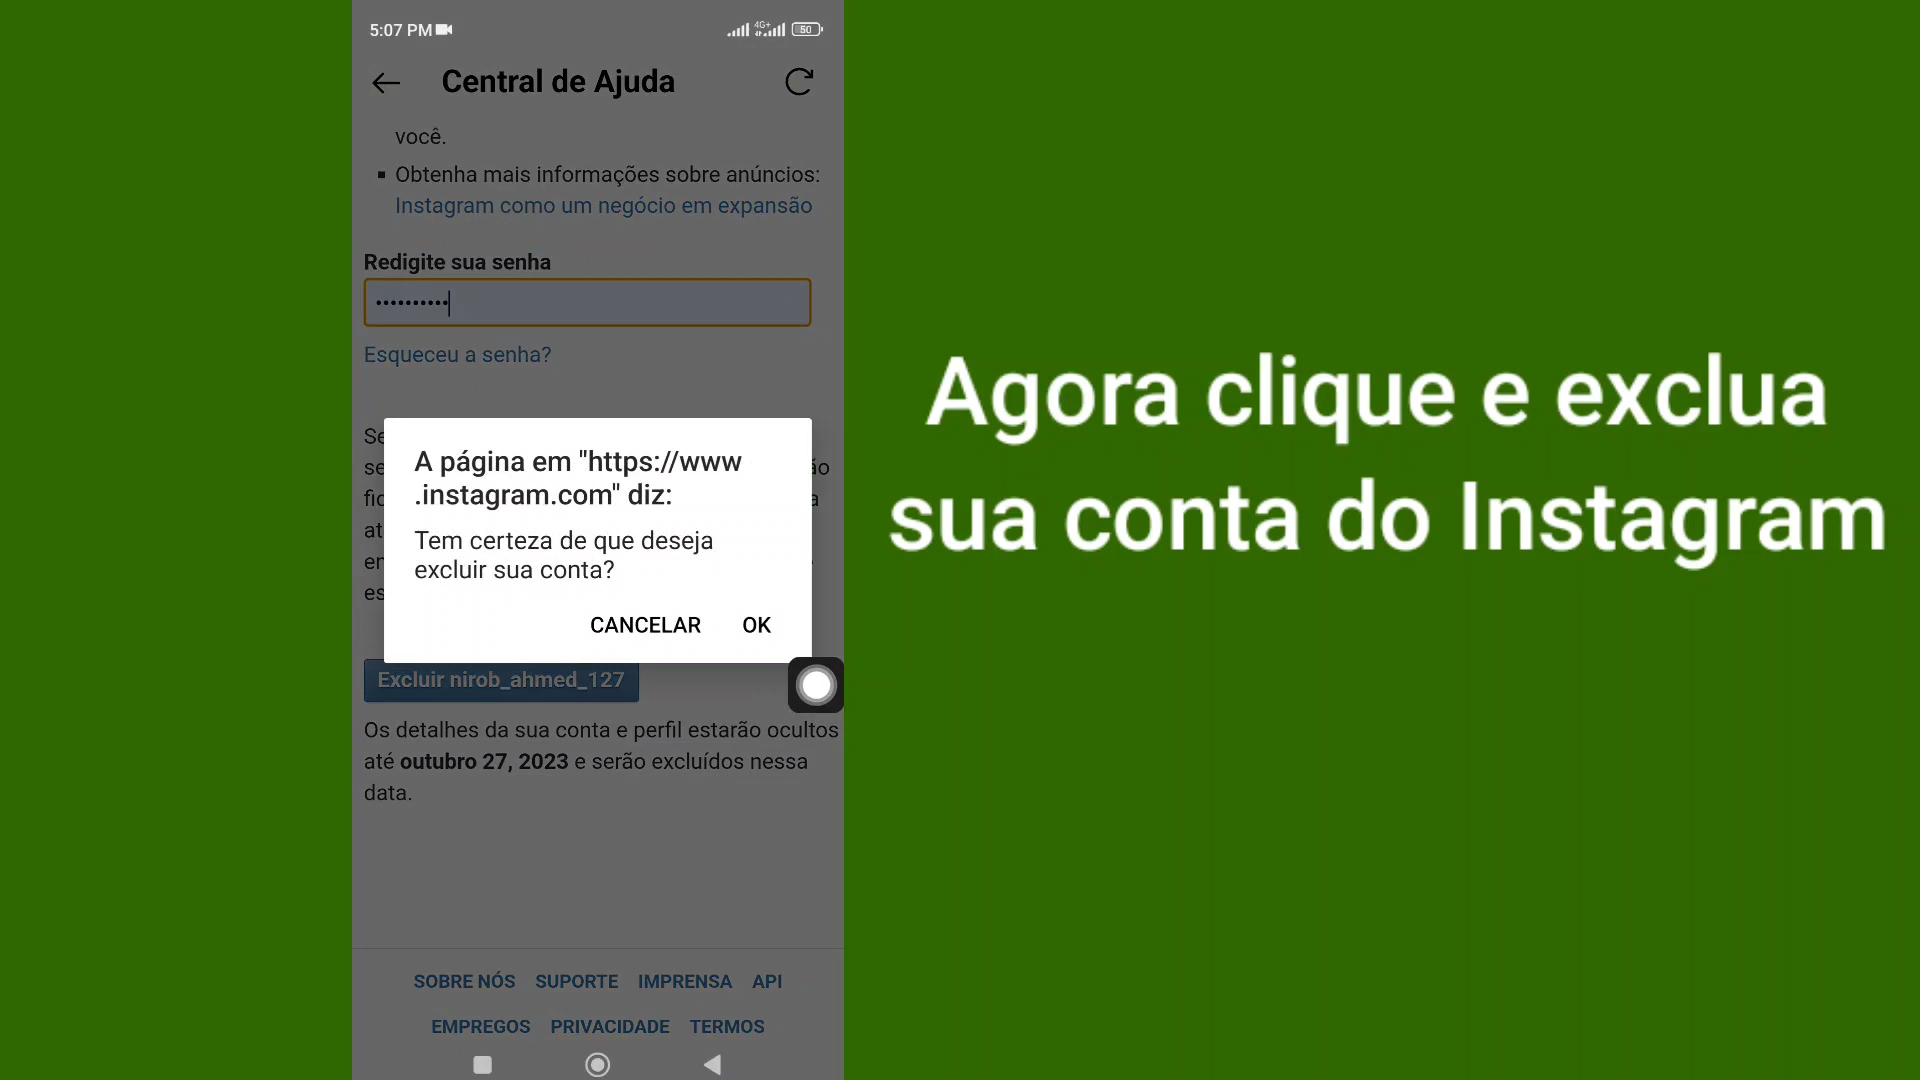 5:07 PM
4G+
50
Central de Ajuda
você.
Obtenha mais informações sobre anúncios:
Instagram como um negócio em expansão
Redigite sua senha
Esqueceu a senha?
A página em "https://www
.instagram.com" diz:
Tem certeza de que deseja
excluir sua conta?
CANCELAR OK
Excluir nirob_ahmed_127
Os detalhes da sua conta e perfil estarão ocultos
até outubro 27, 2023 e serão excluídos nessa
data.
SOBRE NÓS SUPORTE IMPRENSA API
EMPREGOS PRIVACIDADE TERMOS
Agora clique e exclua
sua conta do Instagram